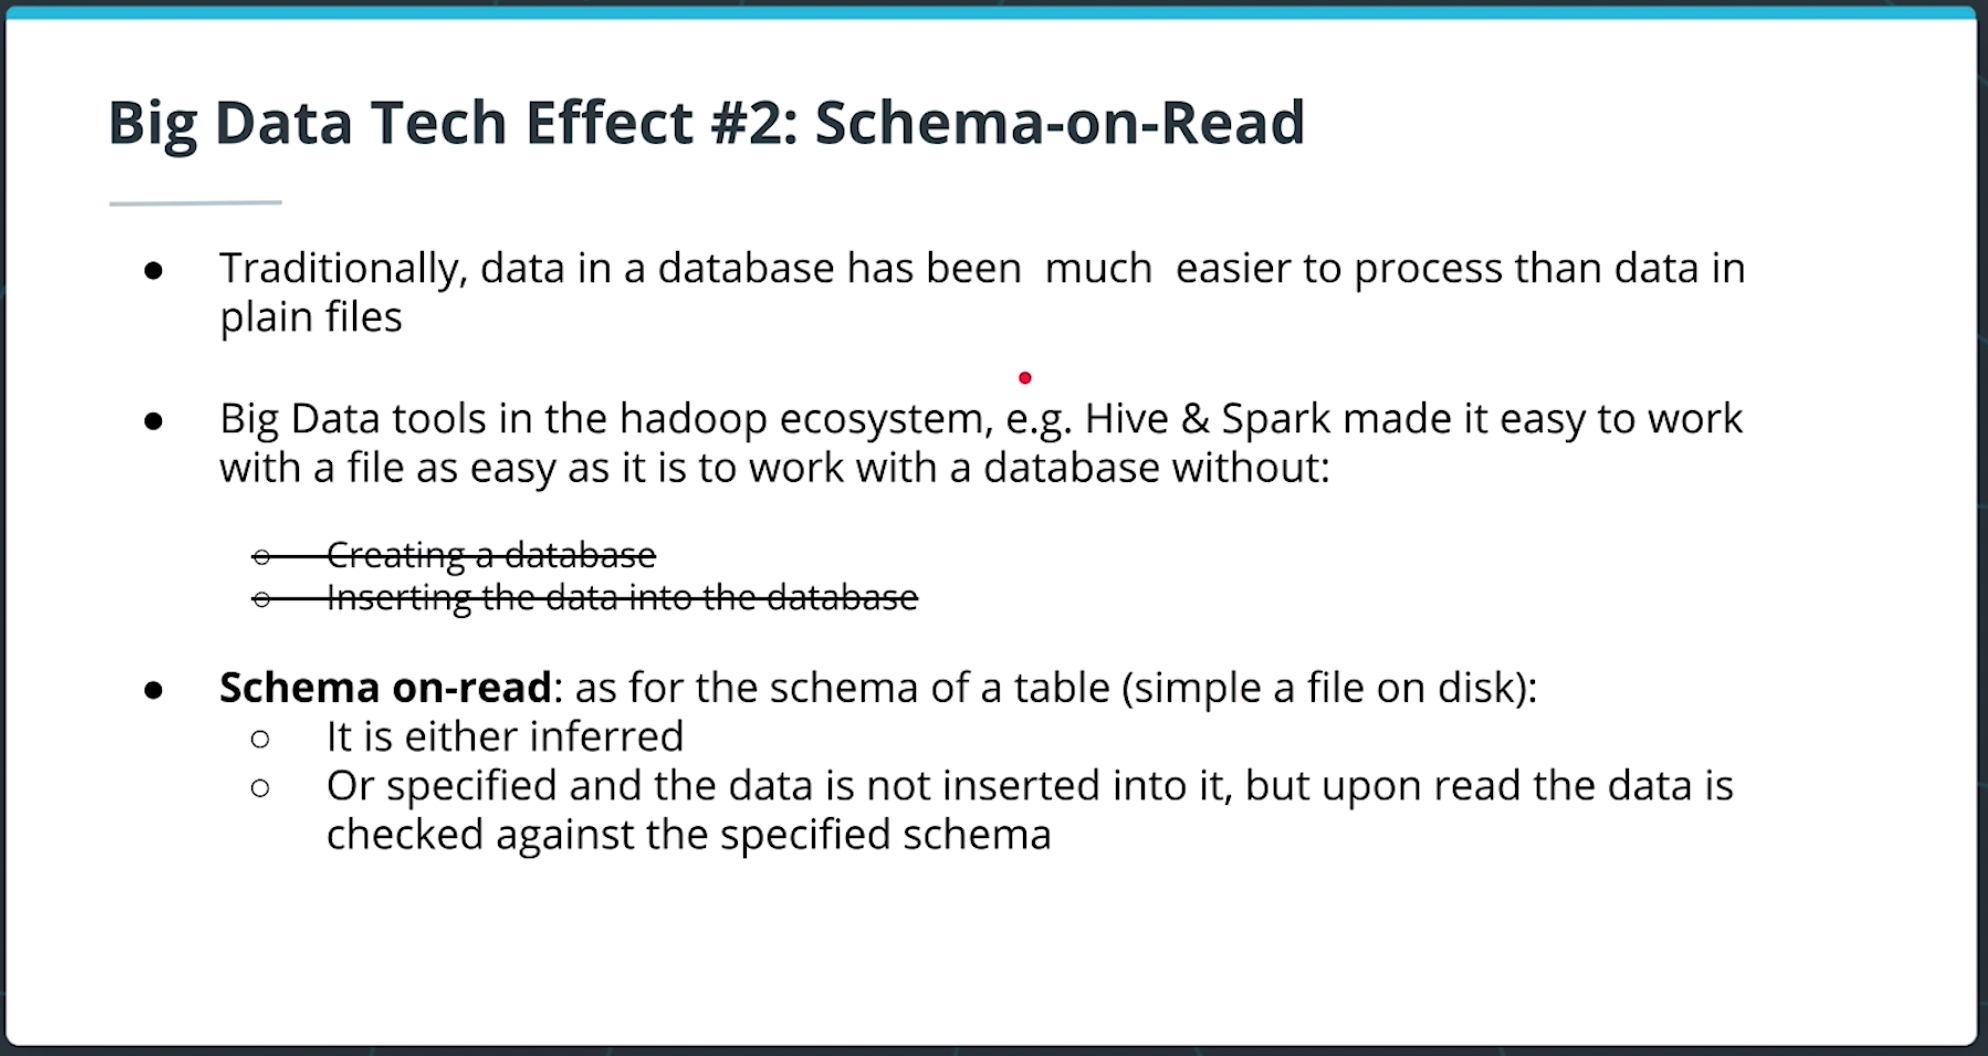 Big Data Tech Effect #2: Schema-on-Read
● Traditionally, data in a database has been much easier to process than data in
plain files
● Big Data tools in the hadoop ecosystem, e.g. Hive & Spark made it easy to work
with a file as easy as it is to work with a database without:
○ Creating a database
○ Inserting the data into the database
● Schema on-read: as for the schema of a table (simple a file on disk):
○ It is either inferred
○ Or specified and the data is not inserted into it, but upon read the data is
checked against the specified schema